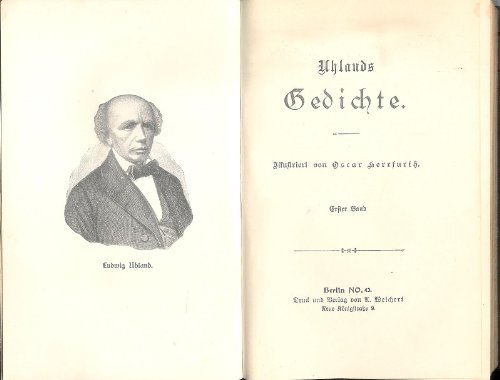 Ludwig Uhland.
Uhlands
Gedichte.
Illustriert von Oscar Herrfurth.
Erster Band
Berlin NO. 43.
Druck und Verlag von A. Weichert
Neue Königstraße 9.